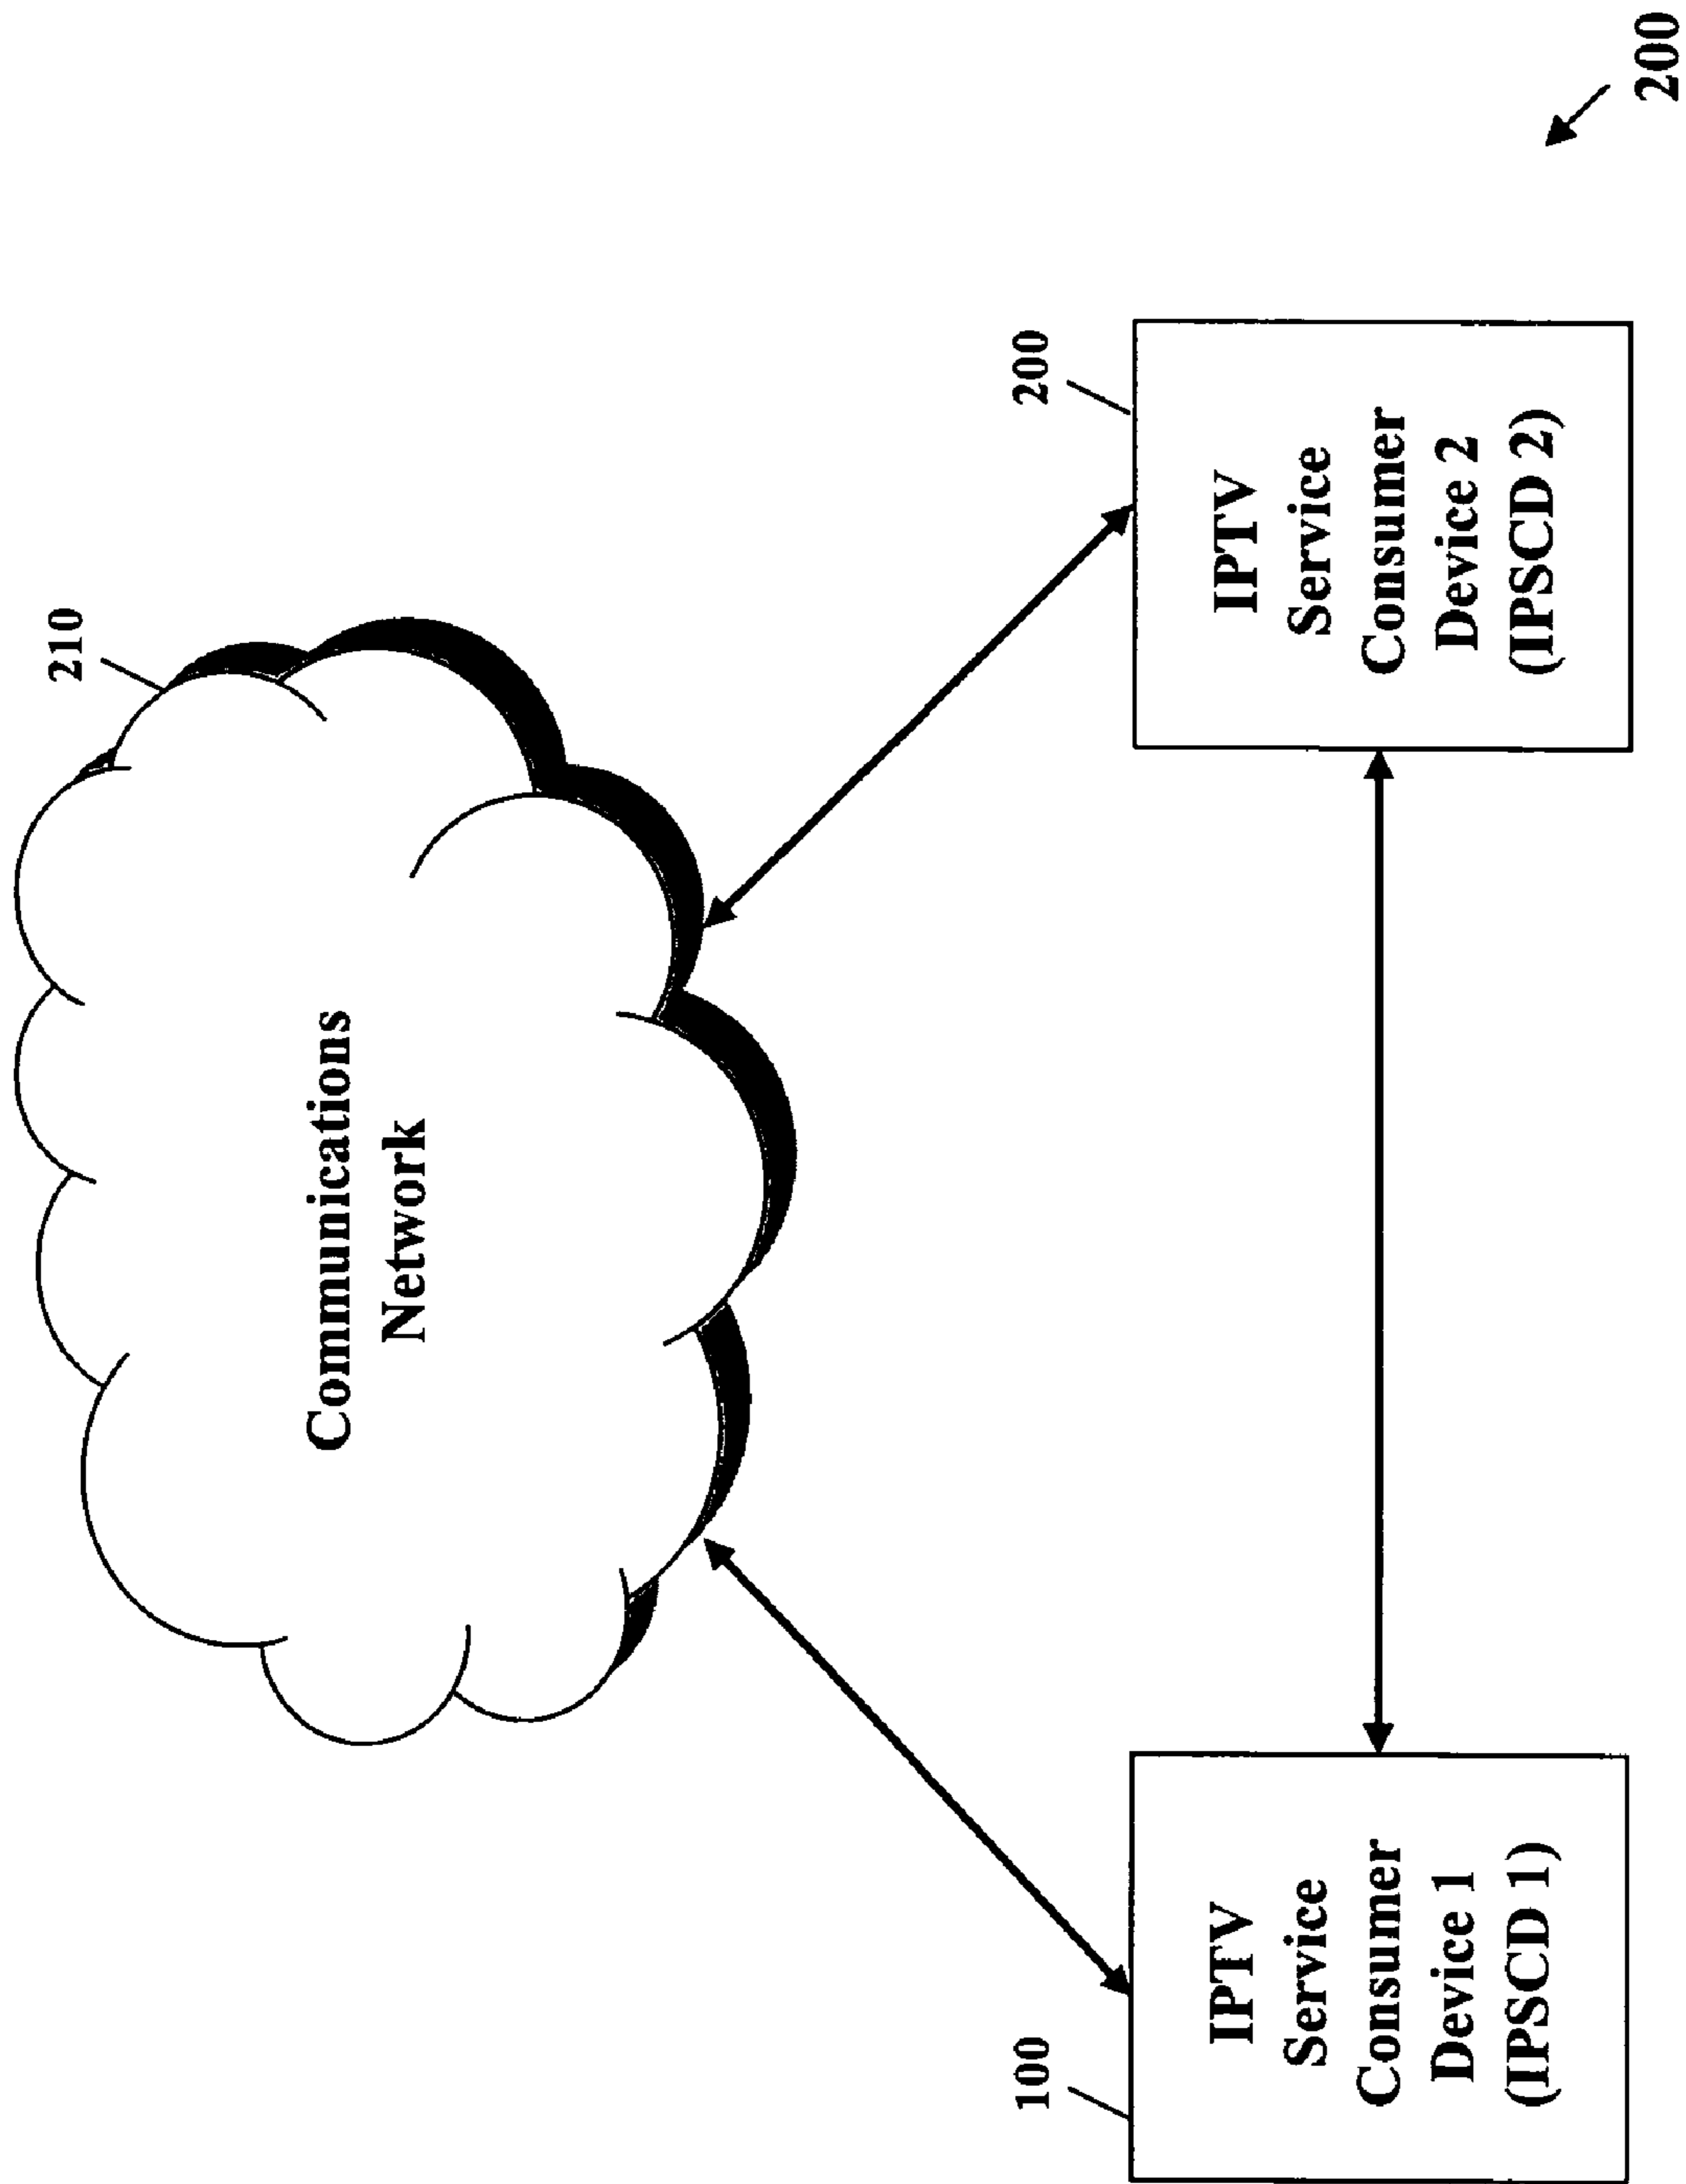 210
Communications
Network
100
IPTV
Service
Consumer
Device 1
(IPSCD 1)
200
IPTV
Service
Consumer
Device 2
(IPSCD 2)
200